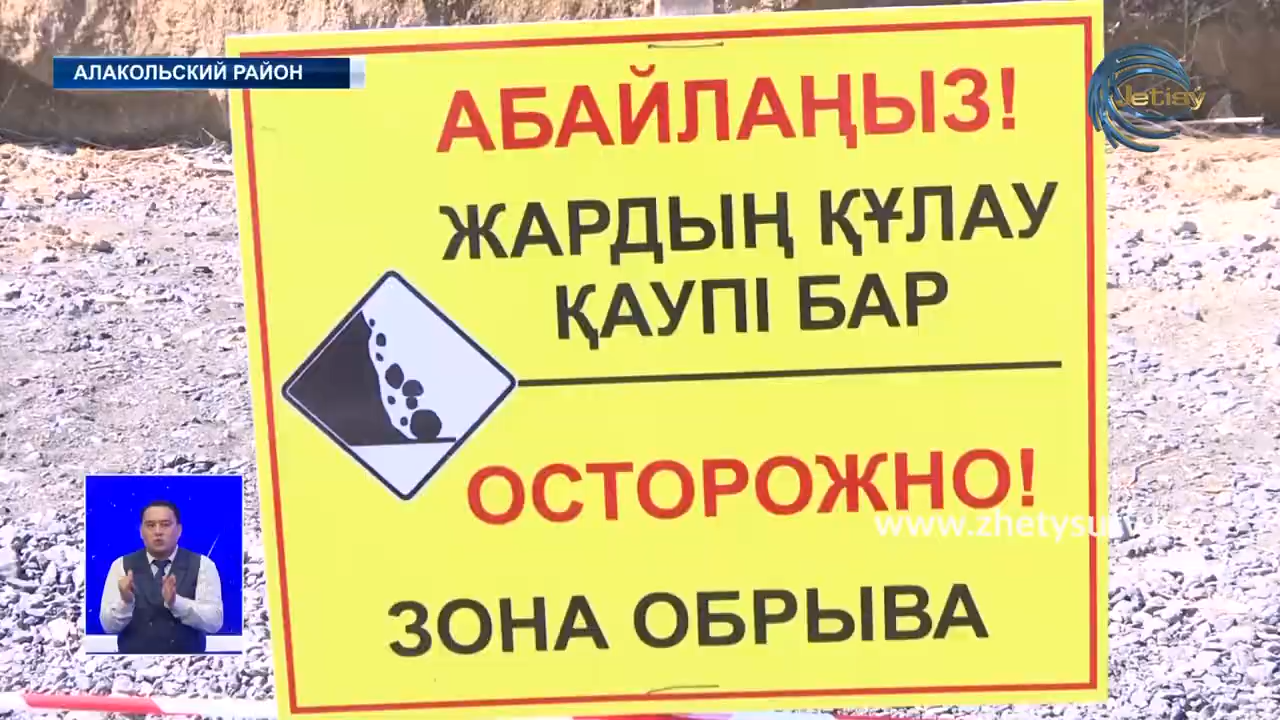 АЛАКОЛЬСКИЙ РАЙОН
Jetisý
АБАЙЛАҢЫЗ!
ЖАРДЫҢ ҚҰЛАУ
ҚАУПІ БАР
ОСТОРОЖНО!
ЗОНА ОБРЫВА